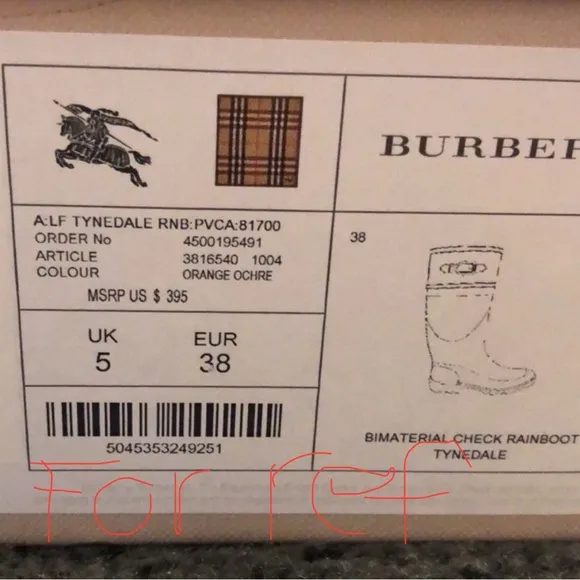 BURBER
A:LF TYNEDALE RNB:PVCA:81700
ORDER No 4500195491
ARTICLE 3816540 1004
COLOUR ORANGE OCHRE
MSRP US $ 395
UK EUR
5 38
5045353249251
38
BIMATERIAL CHECK RAINBOOT
TYNEDALE
For ref